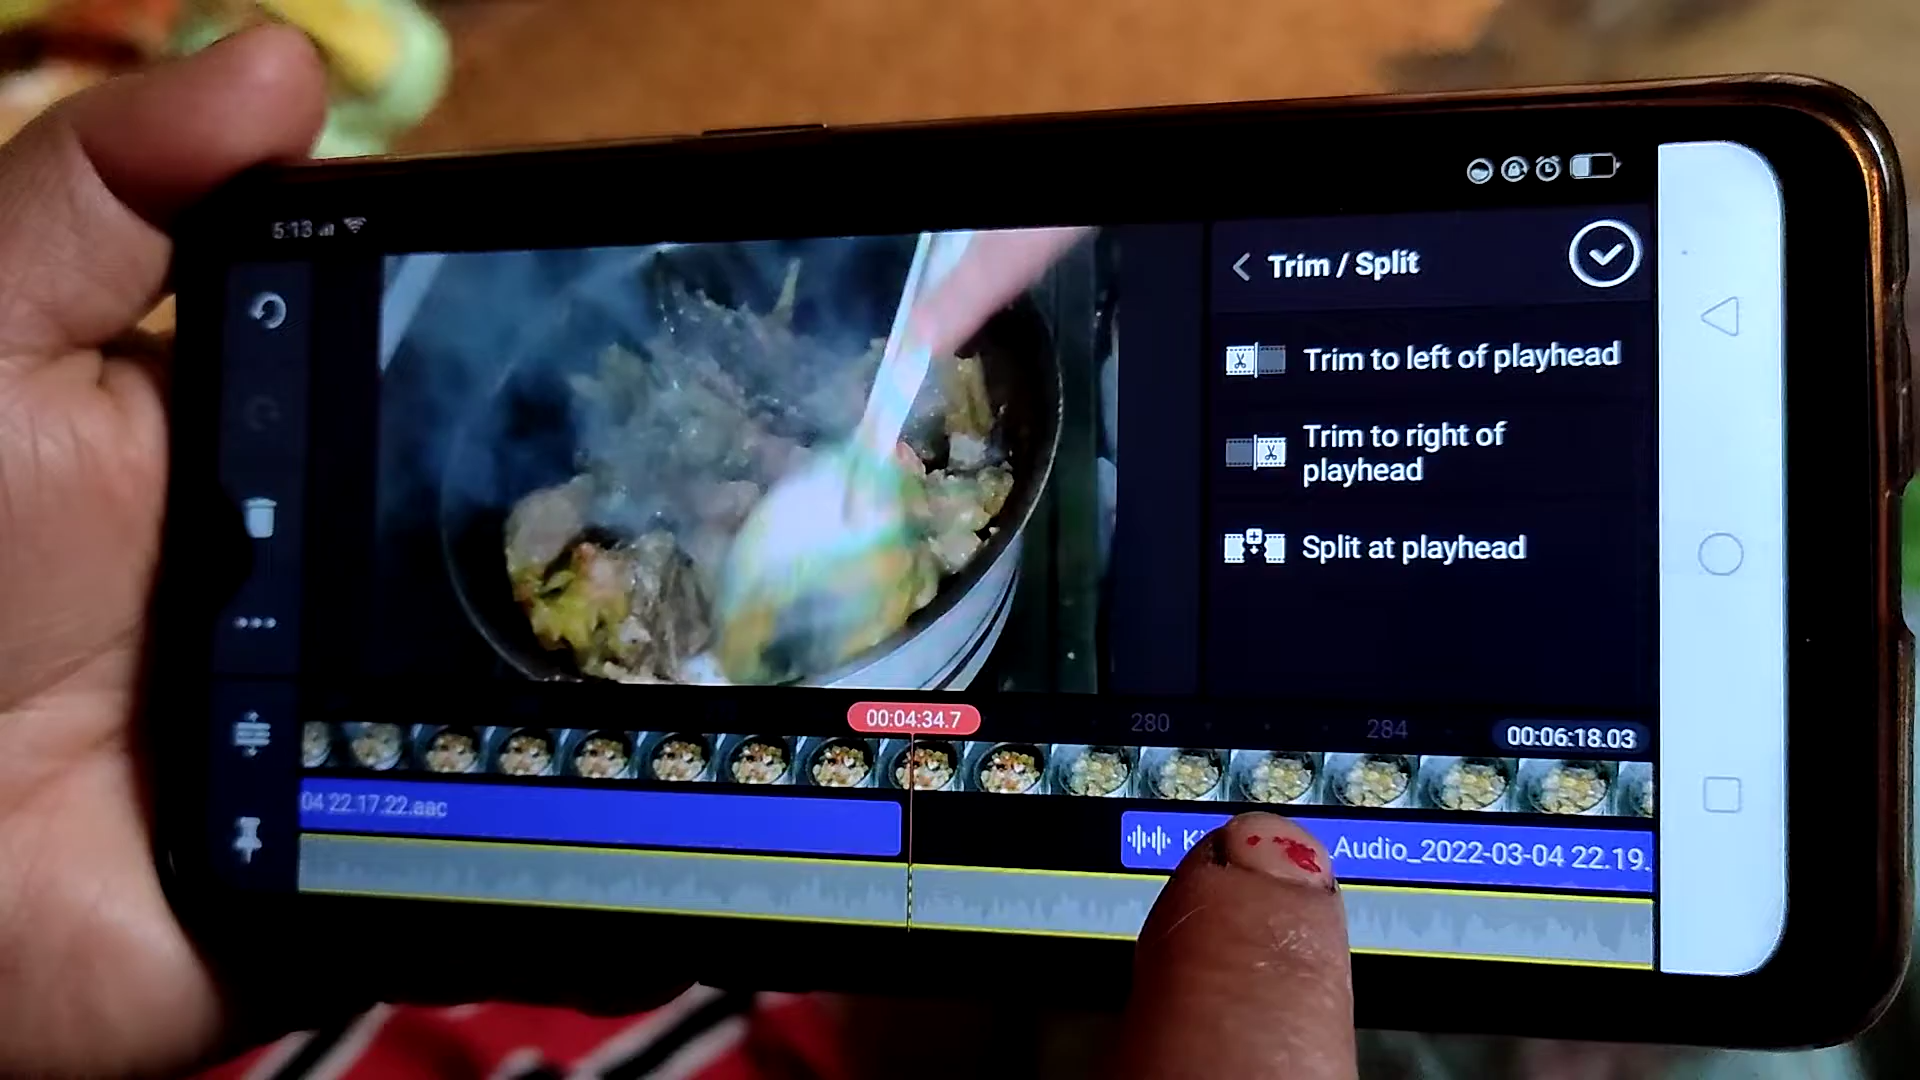 5:13
Trim / Split
Trim to left of playhead
Trim to right of
playhead
Split at playhead
00:04:34.7
280
284
00:06:18.03
04 22.17.22.aac
_Audio_2022-03-04 22.19.